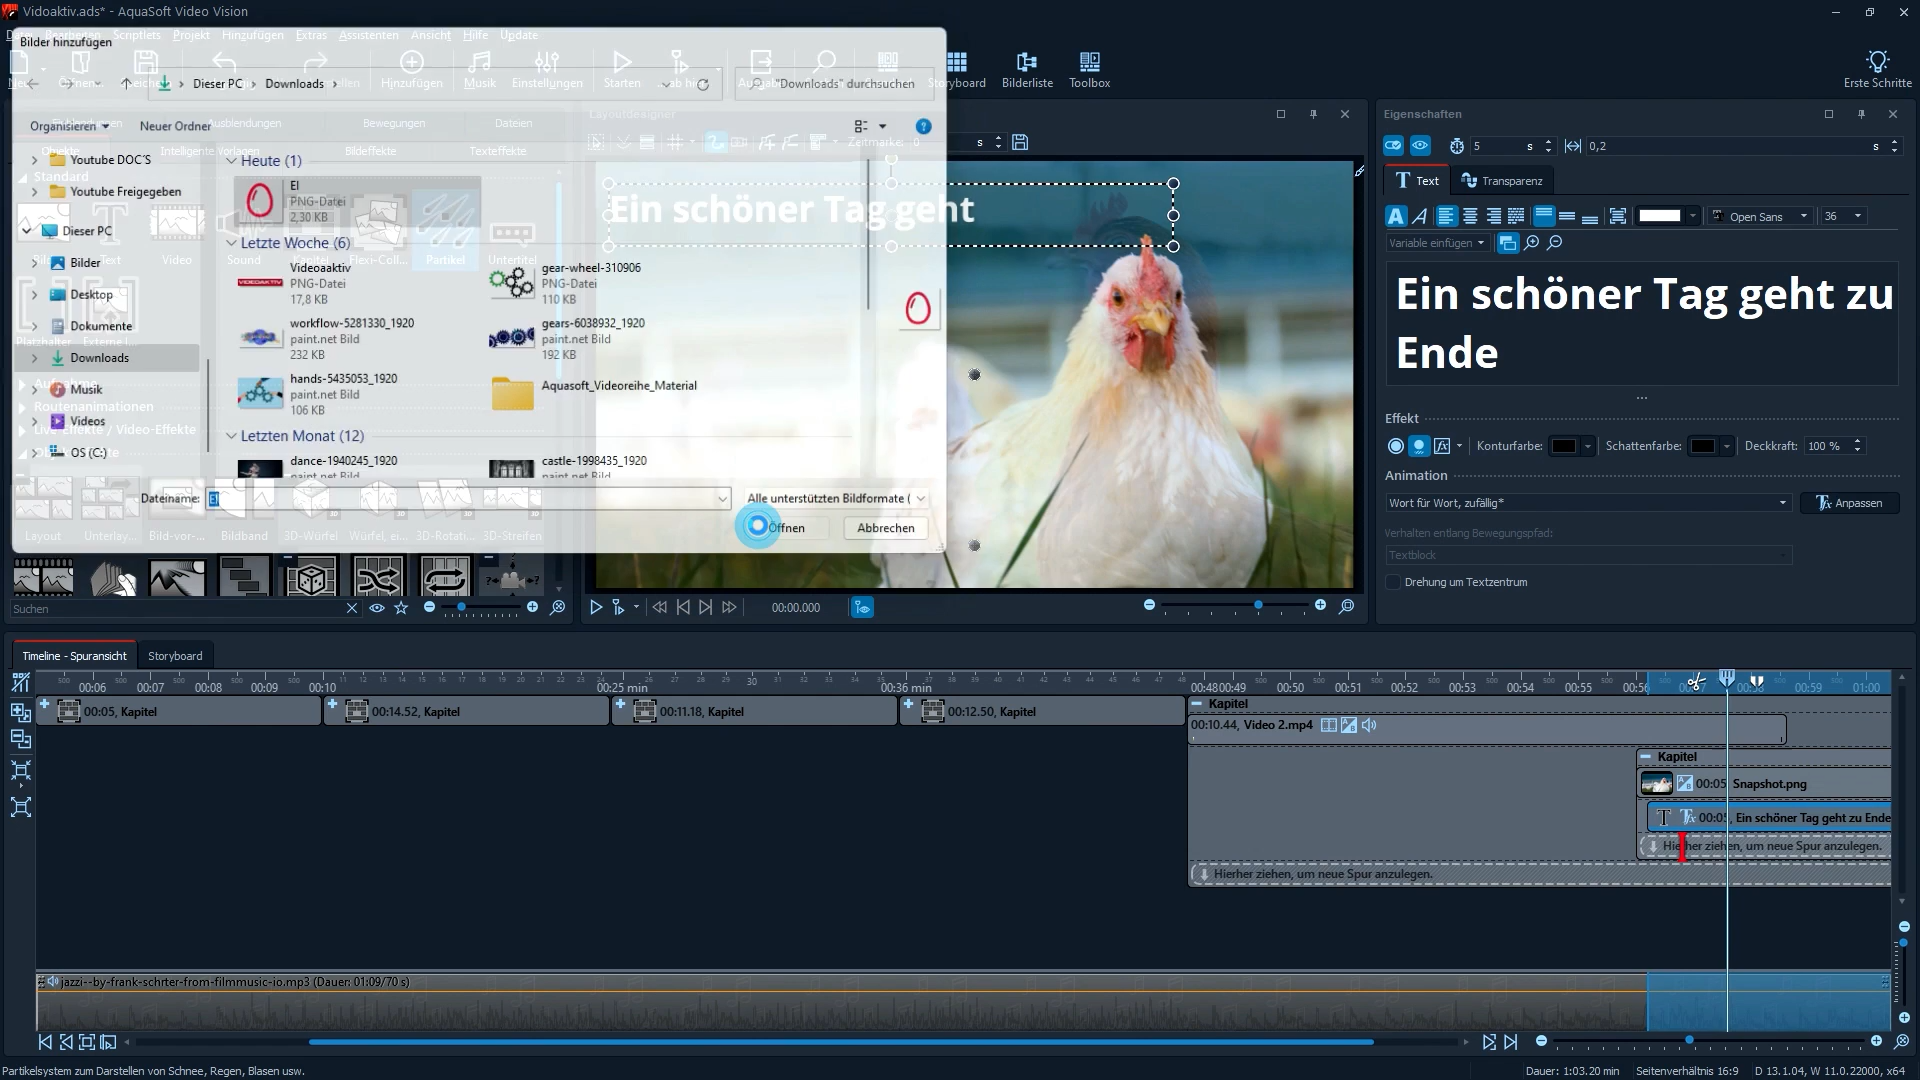 Vidoaktiv.ads* - AquaSoft Video Vision
Datei Bearbeiten Scriptlets Projekt Hinzufügen Extras Assistenten Ansicht Hilfe Update
Bilder hinzufügen
Hinzufügen Musik Einstellungen Starten Storyboard Bilderliste Toolbox Erste Schritte
Dieser PC Downloads
"Downloads" durchsuchen
Organisieren Neuer Ordner
Ausblendungen Bewegungen Dateien
Objekte Intelligente Vorlagen Bildeffekte Texteffekte
Standard
Youtube DOC´S
Youtube Freigegeben
Dieser PC
Bilder
Desktop
Dokumente
Downloads
Musik
Videos
OS (C:)
Heute (1)
EI
PNG-Datei
2,30 KB
Letzte Woche (6)
Videoaaktiv
PNG-Datei
17,8 KB
gear-wheel-310906
PNG-Datei
110 KB
workflow-5281330_1920
paint.net Bild
232 KB
gears-6038932_1920
paint.net Bild
192 KB
hands-5435053_1920
paint.net Bild
106 KB
Aquasoft_Videoreihe_Material
Letzten Monat (12)
dance-1940245_1920
paint.net Bild
castle-1998435_1920
paint.net Bild
Text Video Sound Kapitel Flexi-Coll... Partikel Untertitel
Platzhalter
Aufnahme
Routenanimationen
Live-Effekte / Video-Effekte
Dateiname: EI
Alle unterstützten Bildformate (
Öffnen Abbrechen
Layout Unterlay... Bild-vor-... Bildband 3D-Würfel Würfel, ei... 3D-Rotati... 3D-Streifen
Suchen
Layoutdesigner
Zeitmarke: 0 s
Ein schöner Tag geht
00:00.000
Eigenschaften
5 s 0,2 s
Text Transparenz
Open Sans 36
Variable einfügen
Ein schöner Tag geht zu
Ende
Effekt
Konturfarbe: Schattenfarbe: Deckkraft: 100 %
Animation
Wort für Wort, zufällig*
Anpassen
Verhalten entlang Bewegungspfad:
Textblock
Drehung um Textzentrum
Timeline - Spuransicht Storyboard
00:06 00:07 00:08 00:09 00:10 00:25 min 00:36 min 00:48 00:49 00:50 00:51 00:52 00:53 00:54 00:55 00:56 00:58 00:59 01:00
00:05, Kapitel
00:14.52, Kapitel
00:11.18, Kapitel
00:12.50, Kapitel
Kapitel
00:10.44, Video 2.mp4
Kapitel
00:05, Snapshot.png
00:05, Ein schöner Tag geht zu Ende
Hierher ziehen, um neue Spur anzulegen.
Hierher ziehen, um neue Spur anzulegen.
jazzi--by-frank-schrter-from-filmmusic-io.mp3 (Dauer: 01:09/70 s)
Partikelsystem zum Darstellen von Schnee, Regen, Blasen usw.
Dauer: 1:03.20 min Seitenverhältnis 16:9 D 13.1.04, W 11.0.22000, x64